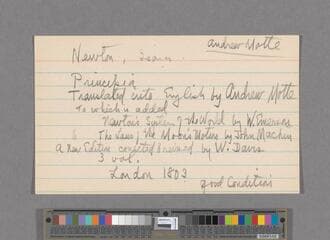 Andrew Motte
Newton, Isaac.
Principia
Translated into English by Andrew Motte
To which is added
Newton's System of the World by W. Emerson
The Laws of the Moon's Motion by John Machin
A new Edition corrected & revised by W. Davis
3 vol.
London 1803
good Condition